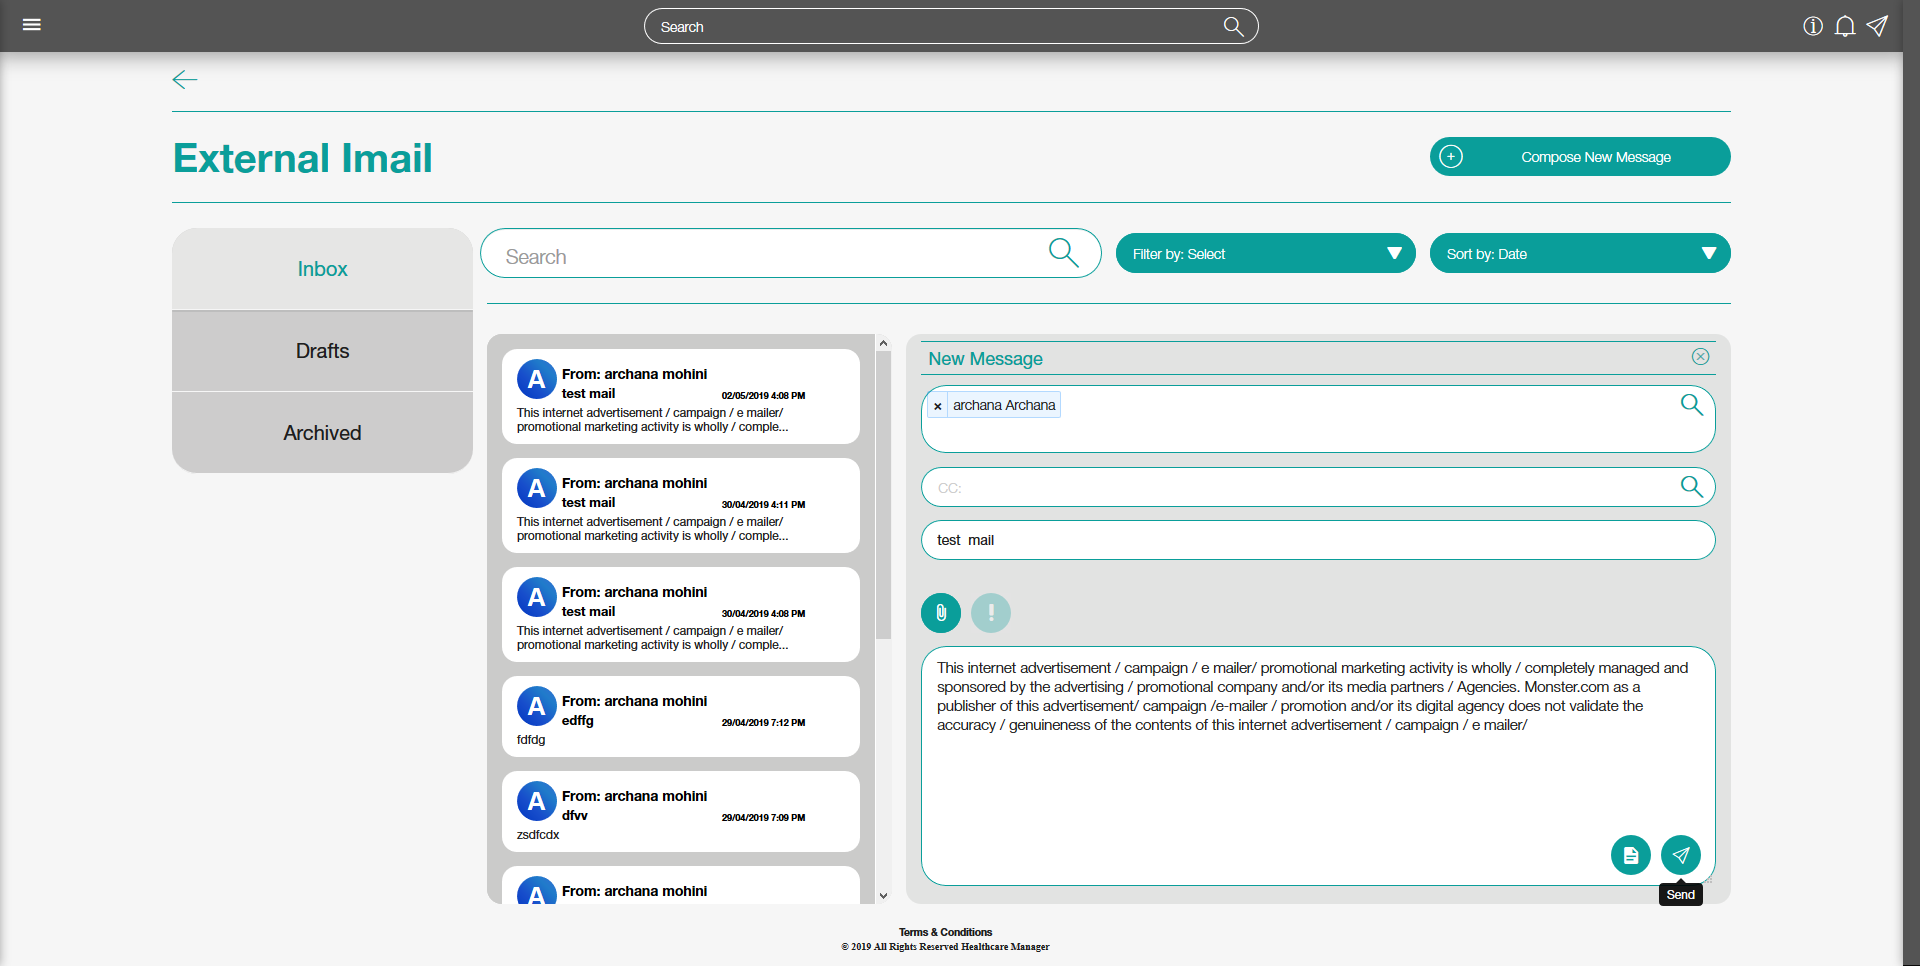 Search
External Imail
Compose New Message
Inbox
Drafts
Archived
Search
Filter by: Select
Sort by: Date
A
From: archana mohini
test mail
02/05/2019 4:08 PM
This internet advertisement / campaign / e mailer/
promotional marketing activity is wholly / comple...
A
From: archana mohini
test mail
30/04/2019 4:11 PM
This internet advertisement / campaign / e mailer/
promotional marketing activity is wholly / comple...
A
From: archana mohini
test mail
30/04/2019 4:08 PM
This internet advertisement / campaign / e mailer/
promotional marketing activity is wholly / comple...
A
From: archana mohini
edffg
29/04/2019 7:12 PM
fdfdg
A
From: archana mohini
dfvv
29/04/2019 7:09 PM
zsdfcdx
A
From: archana mohini
New Message
× archana Archana
CC:
test  mail
This internet advertisement / campaign / e mailer/ promotional marketing activity is wholly / completely managed and
sponsored by the advertising / promotional company and/or its media partners / Agencies. Monster.com as a
publisher of this advertisement/ campaign /e-mailer / promotion and/or its digital agency does not validate the
accuracy / genuineness of the contents of this internet advertisement / campaign / e mailer/
Send
Terms & Conditions
© 2019 All Rights Reserved Healthcare Manager